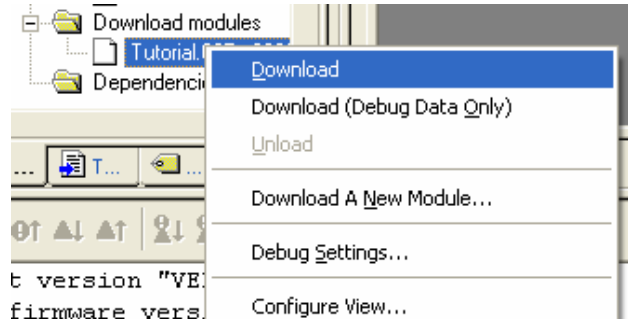 Download modules
Tutorial.
Download
Dependenci
Download (Debug Data Only)
Unload
... T... ...
Download A New Module...
Debug Settings...
t version "VE
firmware vers
Configure View...